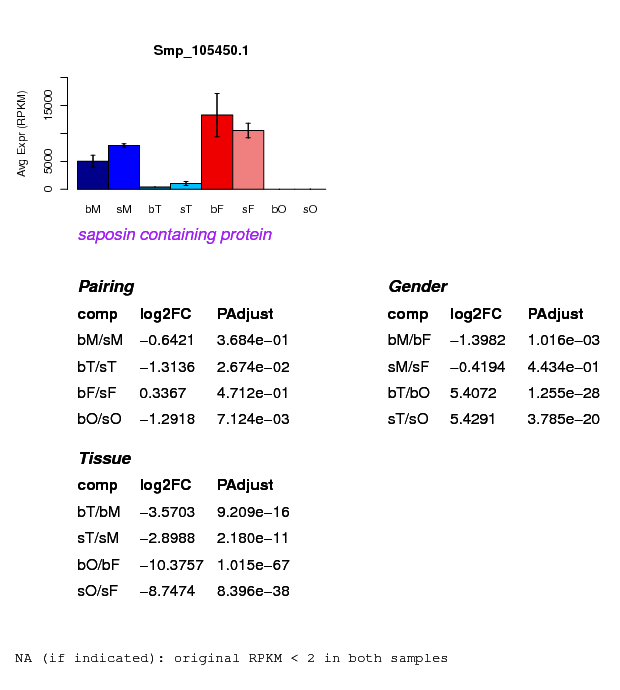 Smp_105450.1
Avg Expr (RPKM)
15000
5000
0
bM sM bT sT bF sF bO sO
saposin containing protein
Pairing
comp log2FC PAdjust
bM/sM −0.6421 3.684e−01
bT/sT −1.3136 2.674e−02
bF/sF 0.3367 4.712e−01
bO/sO −1.2918 7.124e−03
Gender
comp log2FC PAdjust
bM/bF −1.3982 1.016e−03
sM/sF −0.4194 4.434e−01
bT/bO 5.4072 1.255e−28
sT/sO 5.4291 3.785e−20
Tissue
comp log2FC PAdjust
bT/bM −3.5703 9.209e−16
sT/sM −2.8988 2.180e−11
bO/bF −10.3757 1.015e−67
sO/sF −8.7474 8.396e−38
NA (if indicated): original RPKM < 2 in both samples